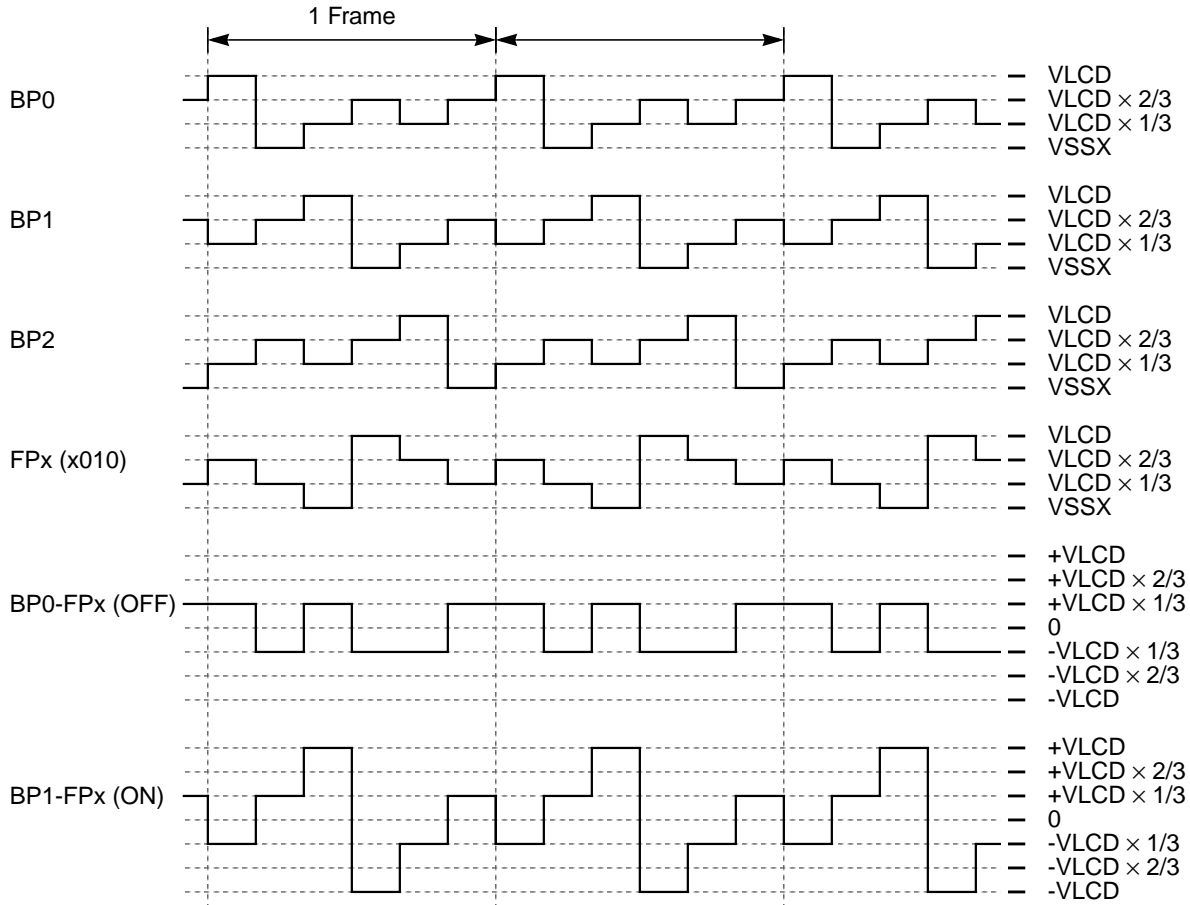 1 Frame
BP0
VLCD
VLCD × 2/3
VLCD × 1/3
VSSX
BP1
VLCD
VLCD × 2/3
VLCD × 1/3
VSSX
BP2
VLCD
VLCD × 2/3
VLCD × 1/3
VSSX
FPx (x010)
VLCD
VLCD × 2/3
VLCD × 1/3
VSSX
BP0-FPx (OFF)
+VLCD
+VLCD × 2/3
+VLCD × 1/3
0
-VLCD × 1/3
-VLCD × 2/3
-VLCD
BP1-FPx (ON)
+VLCD
+VLCD × 2/3
+VLCD × 1/3
0
-VLCD × 1/3
-VLCD × 2/3
-VLCD